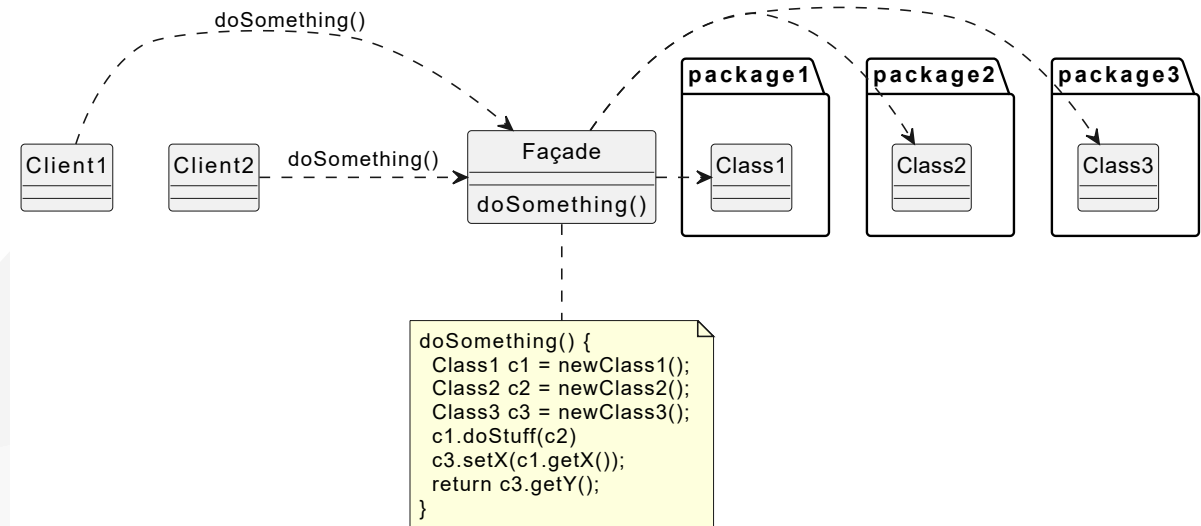 doSomething()
package1
package2
package3
Client1
Client2
doSomething()
Façade
doSomething()
Class1
Class2
Class3
doSomething() {
Class1 c1 = newClass1();
Class2 c2 = newClass2();
Class3 c3 = newClass3();
c1.doStuff(c2)
c3.setX(c1.getX());
return c3.getY();
}